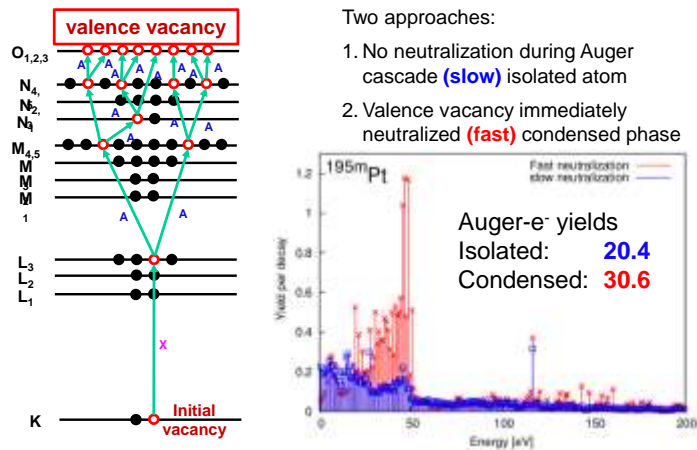 valence vacancy
O1,2,3
A A A A A A A
N4,
N2,
N1
A A
M4,5
M
M
M
1
A A
L3
L2
L1
X
K
Initial
vacancy
Two approaches:
1. No neutralization during Auger
cascade (slow) isolated atom
2. Valence vacancy immediately
neutralized (fast) condensed phase
195mPt
Fast neutralization
slow neutralization
Auger-e- yields
Isolated: 20.4
Condensed: 30.6
Yield per decay
1.2
1
0.8
0.6
0.4
0.2
0
0 50 100 150 200
Energy [eV]